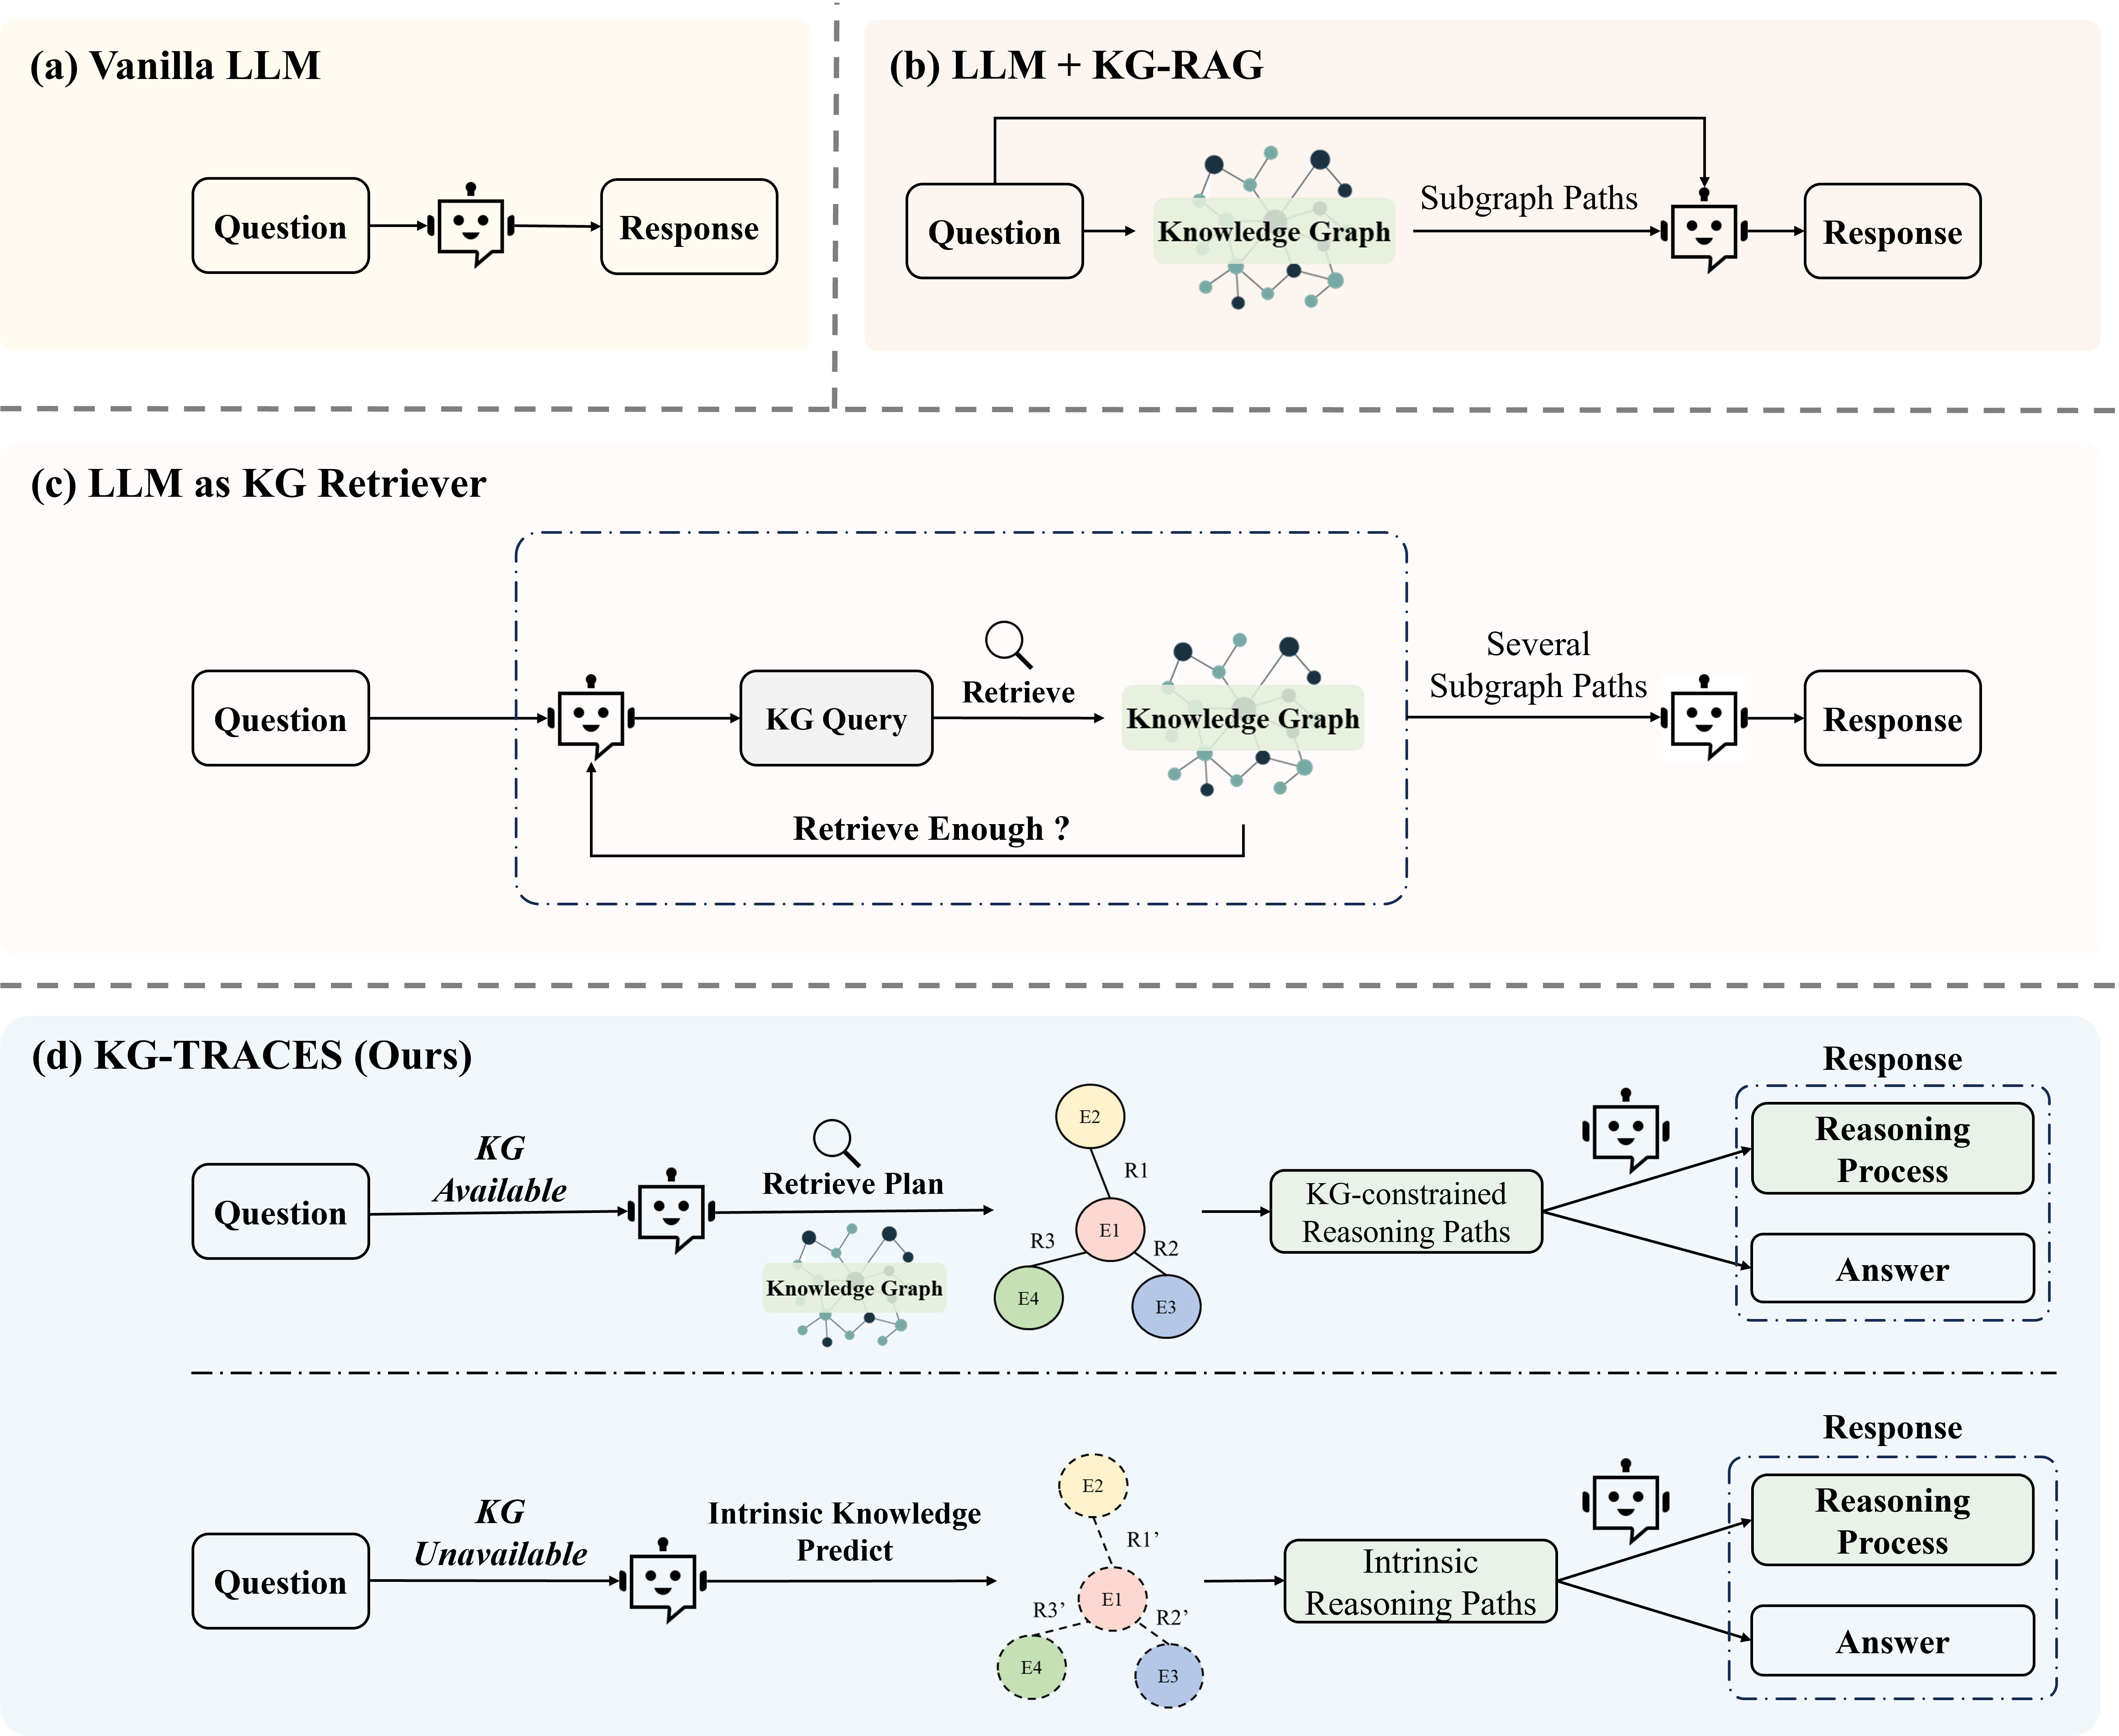 (a) Vanilla LLM
Question
Response
(b) LLM + KG-RAG
Question
Knowledge Graph
Subgraph Paths
Response
(c) LLM as KG Retriever
Question
KG Query
Retrieve
Knowledge Graph
Retrieve Enough ?
Several
Subgraph Paths
Response
(d) KG-TRACES (Ours)
Question
KG
Available
Retrieve Plan
Knowledge Graph
E2
R1
E1
R3
R2
E4
E3
KG-constrained
Reasoning Paths
Response
Reasoning
Process
Answer
Question
KG
Unavailable
Intrinsic Knowledge
Predict
E2
R1’
E1
R3’
R2’
E4
E3
Intrinsic
Reasoning Paths
Response
Reasoning
Process
Answer